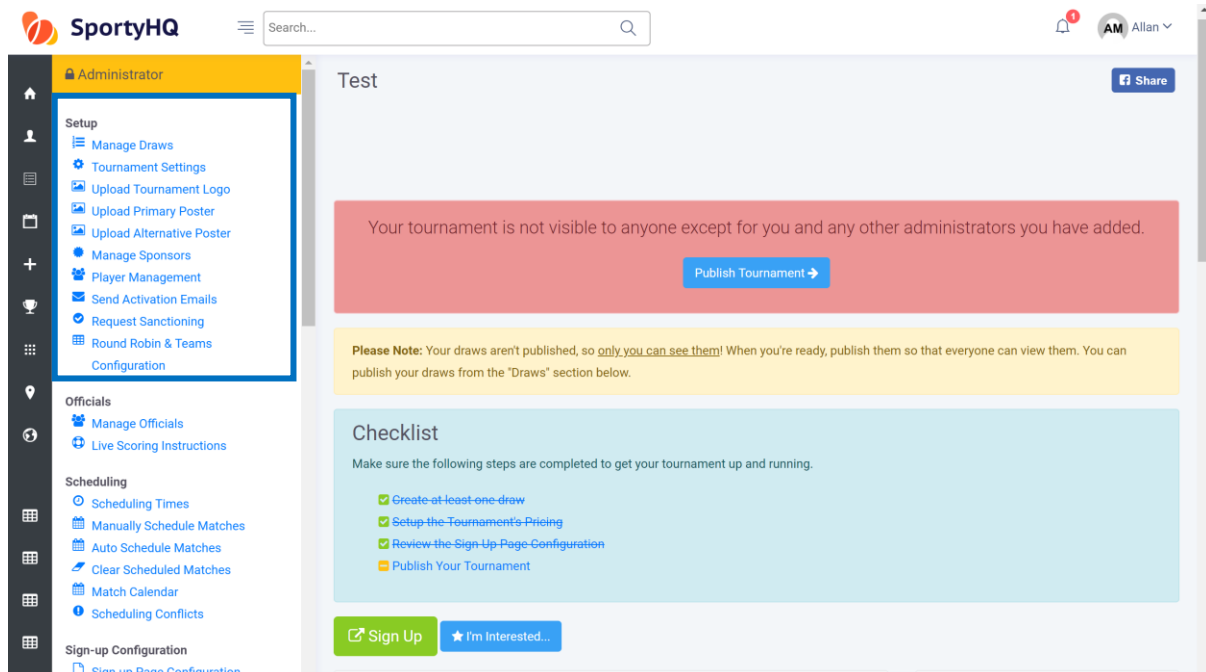 SportyHQ
Search...
1
AM Allan
Administrator
Setup
Manage Draws
Tournament Settings
Upload Tournament Logo
Upload Primary Poster
Upload Alternative Poster
Manage Sponsors
Player Management
Send Activation Emails
Request Sanctioning
Round Robin & Teams
Configuration
Officials
Manage Officials
Live Scoring Instructions
Scheduling
Scheduling Times
Manually Schedule Matches
Auto Schedule Matches
Clear Scheduled Matches
Match Calendar
Scheduling Conflicts
Sign-up Configuration
Sign-up Page Configuration
Test
Share
Your tournament is not visible to anyone except for you and any other administrators you have added.
Publish Tournament
Please Note: Your draws aren't published, so only you can see them! When you're ready, publish them so that everyone can view them. You can
publish your draws from the "Draws" section below.
Checklist
Make sure the following steps are completed to get your tournament up and running.
Create at least one draw
Setup the Tournament's Pricing
Review the Sign Up Page Configuration
Publish Your Tournament
Sign Up
I'm Interested...